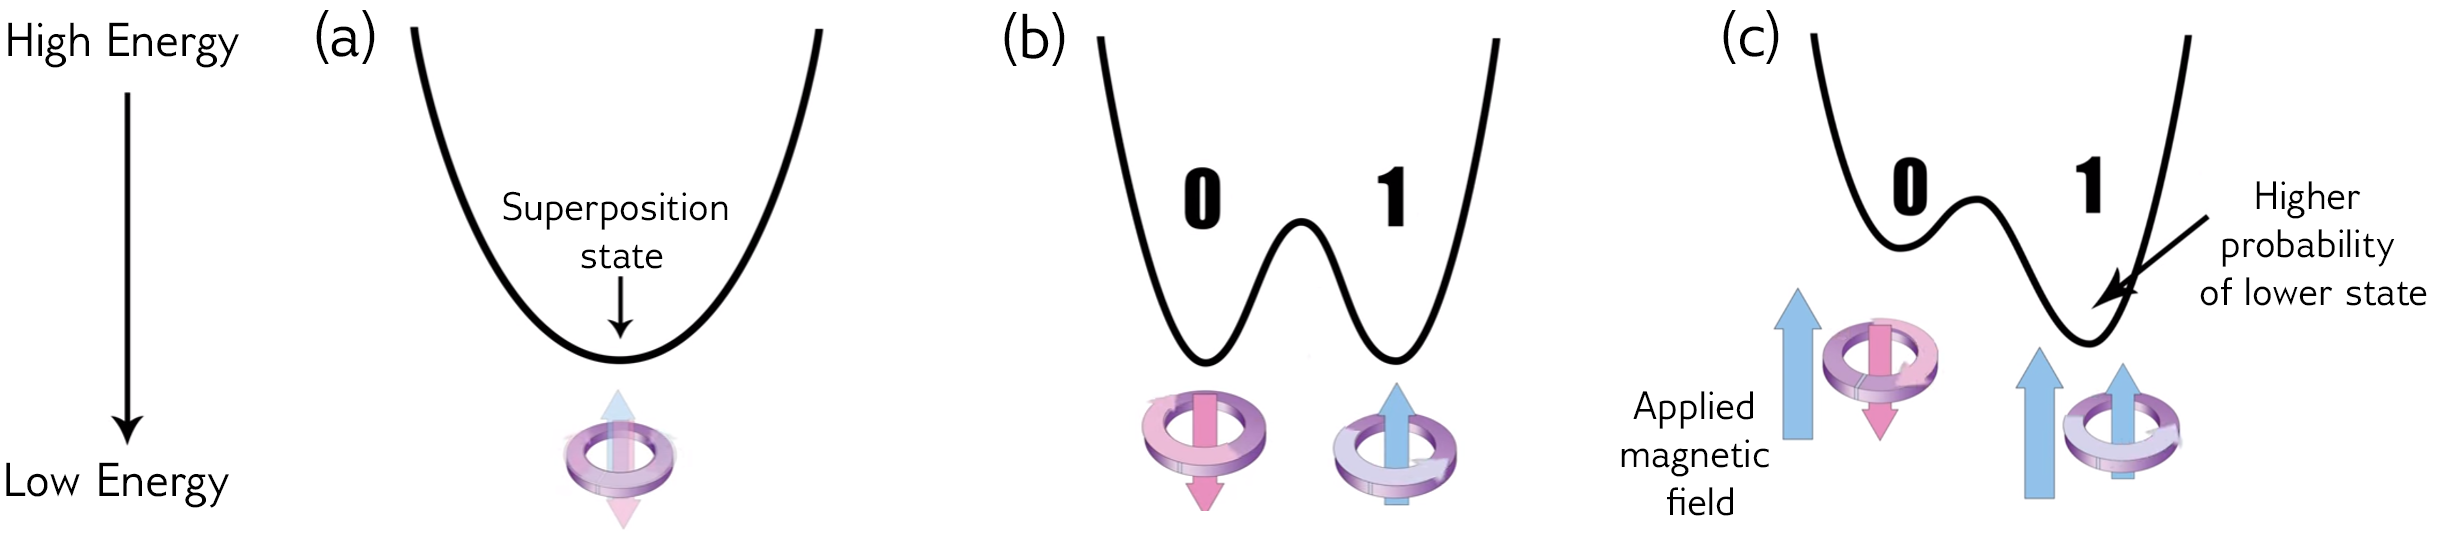 High Energy
Low Energy
(a)
Superposition
state
(b)
0 1
(c)
0 1
Higher
probability
of lower state
Applied
magnetic
field